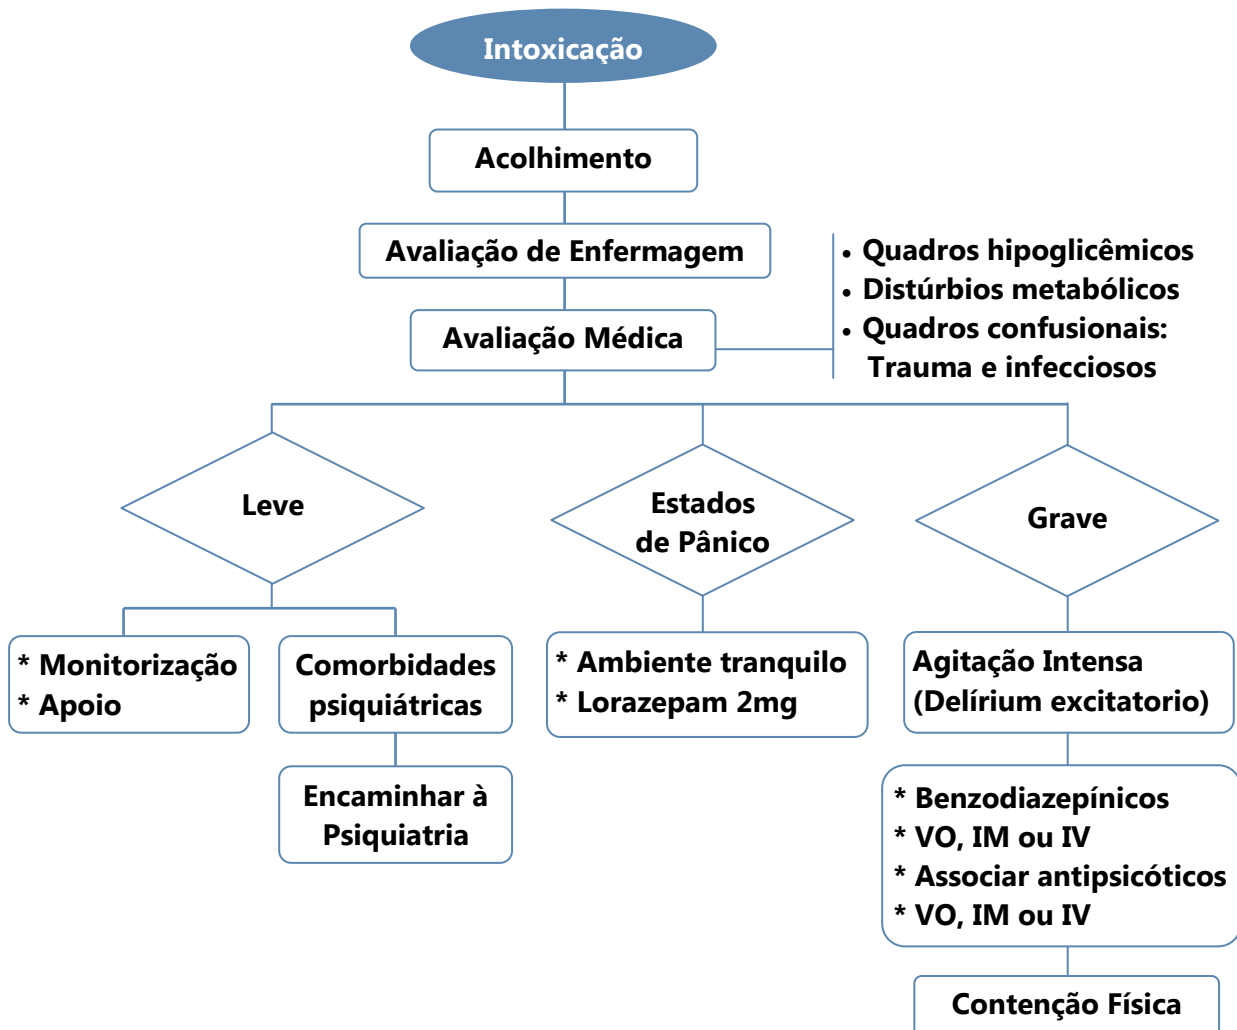 Intoxicação
Acolhimento
Avaliação de Enfermagem
Avaliação Médica
• Quadros hipoglicêmicos
• Distúrbios metabólicos
• Quadros confusionais:
Trauma e infecciosos
Leve
Estados
de Pânico
Grave
* Monitorização
* Apoio
Comorbidades
psiquiátricas
Encaminhar à
Psiquiatria
* Ambiente tranquilo
* Lorazepam 2mg
Agitação Intensa
(Delírium excitatorio)
* Benzodiazepínicos
* VO, IM ou IV
* Associar antipsicóticos
* VO, IM ou IV
Contenção Física